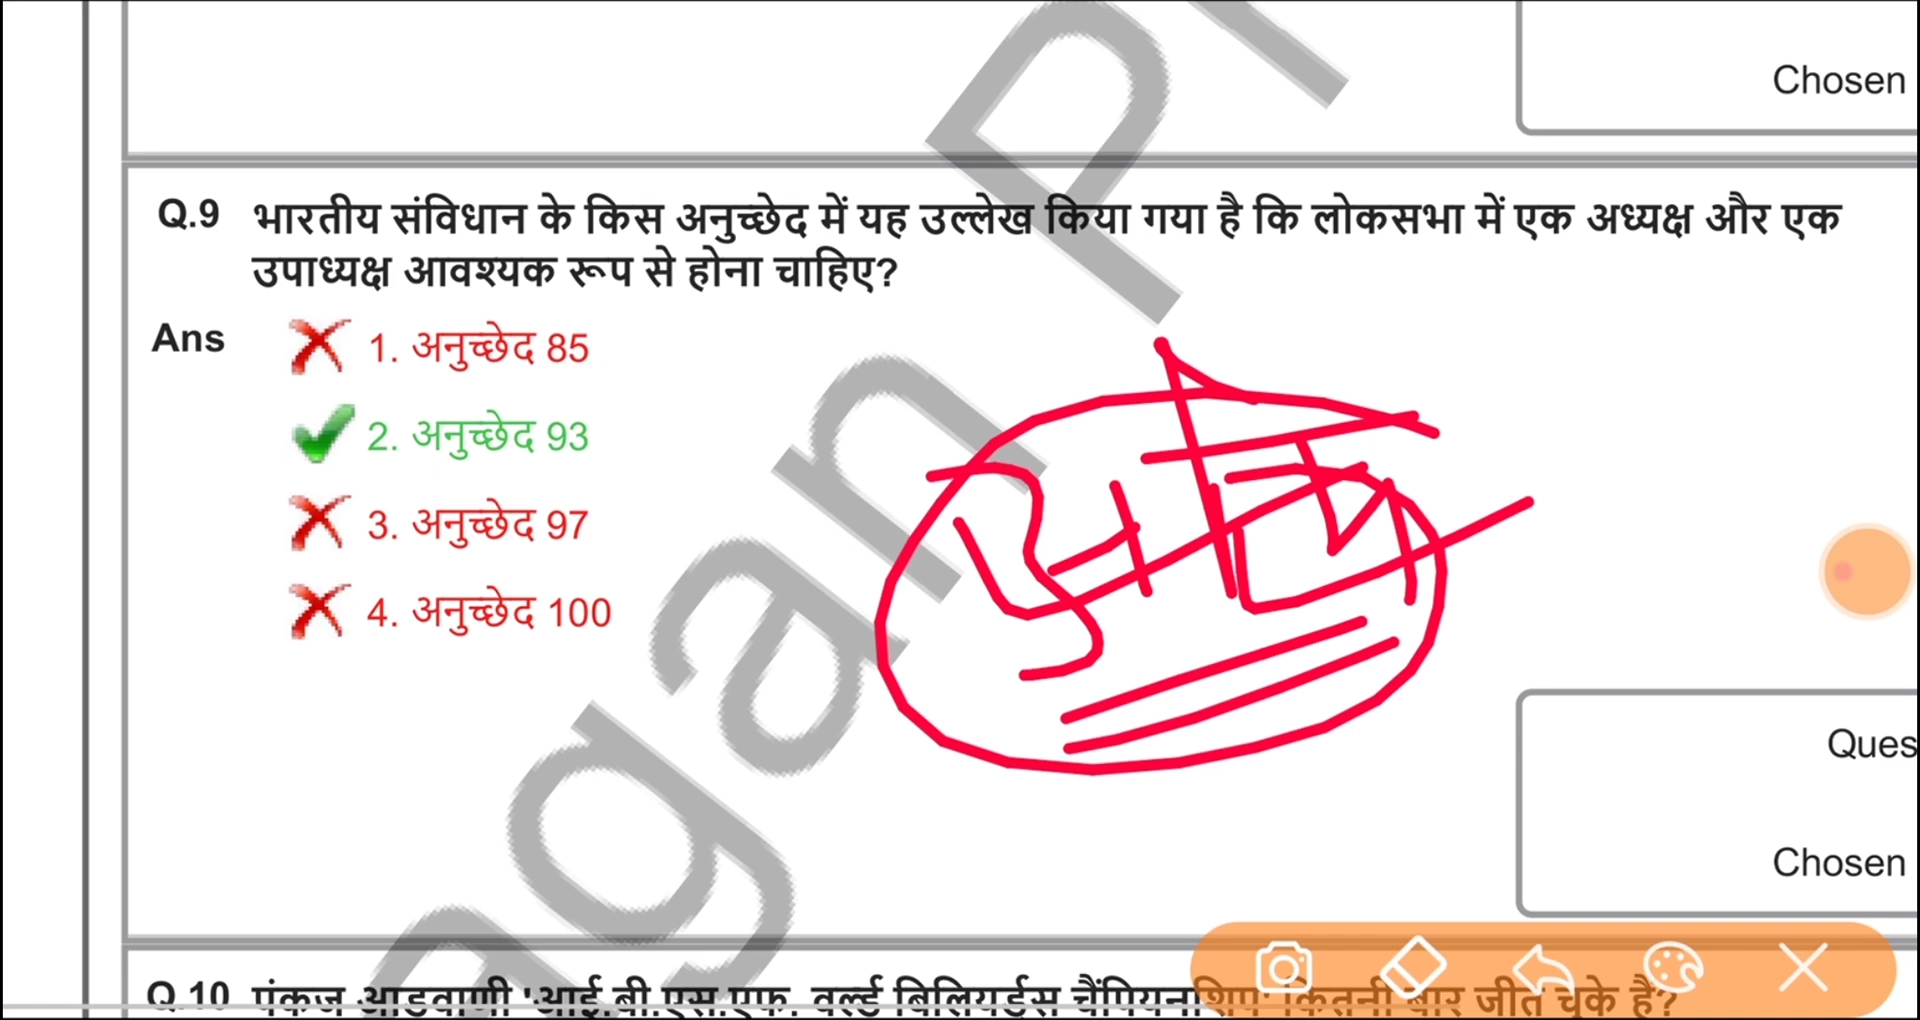 Chosen
Q.9 भारतीय संविधान के किस अनुच्छेद में यह उल्लेख किया गया है कि लोकसभा में एक अध्यक्ष और एक
उपाध्यक्ष आवश्यक रूप से होना चाहिए?
Ans 1. अनुच्छेद 85
2. अनुच्छेद 93
3. अनुच्छेद 97
4. अनुच्छेद 100
Ques
Chosen
Q.10 पंकज आडवाणी 'आई.बी.एस.एफ. वर्ल्ड बिलियर्ड्स चैंपियनशिप' कितनी बार जीत चुके हैं?
agan Pr